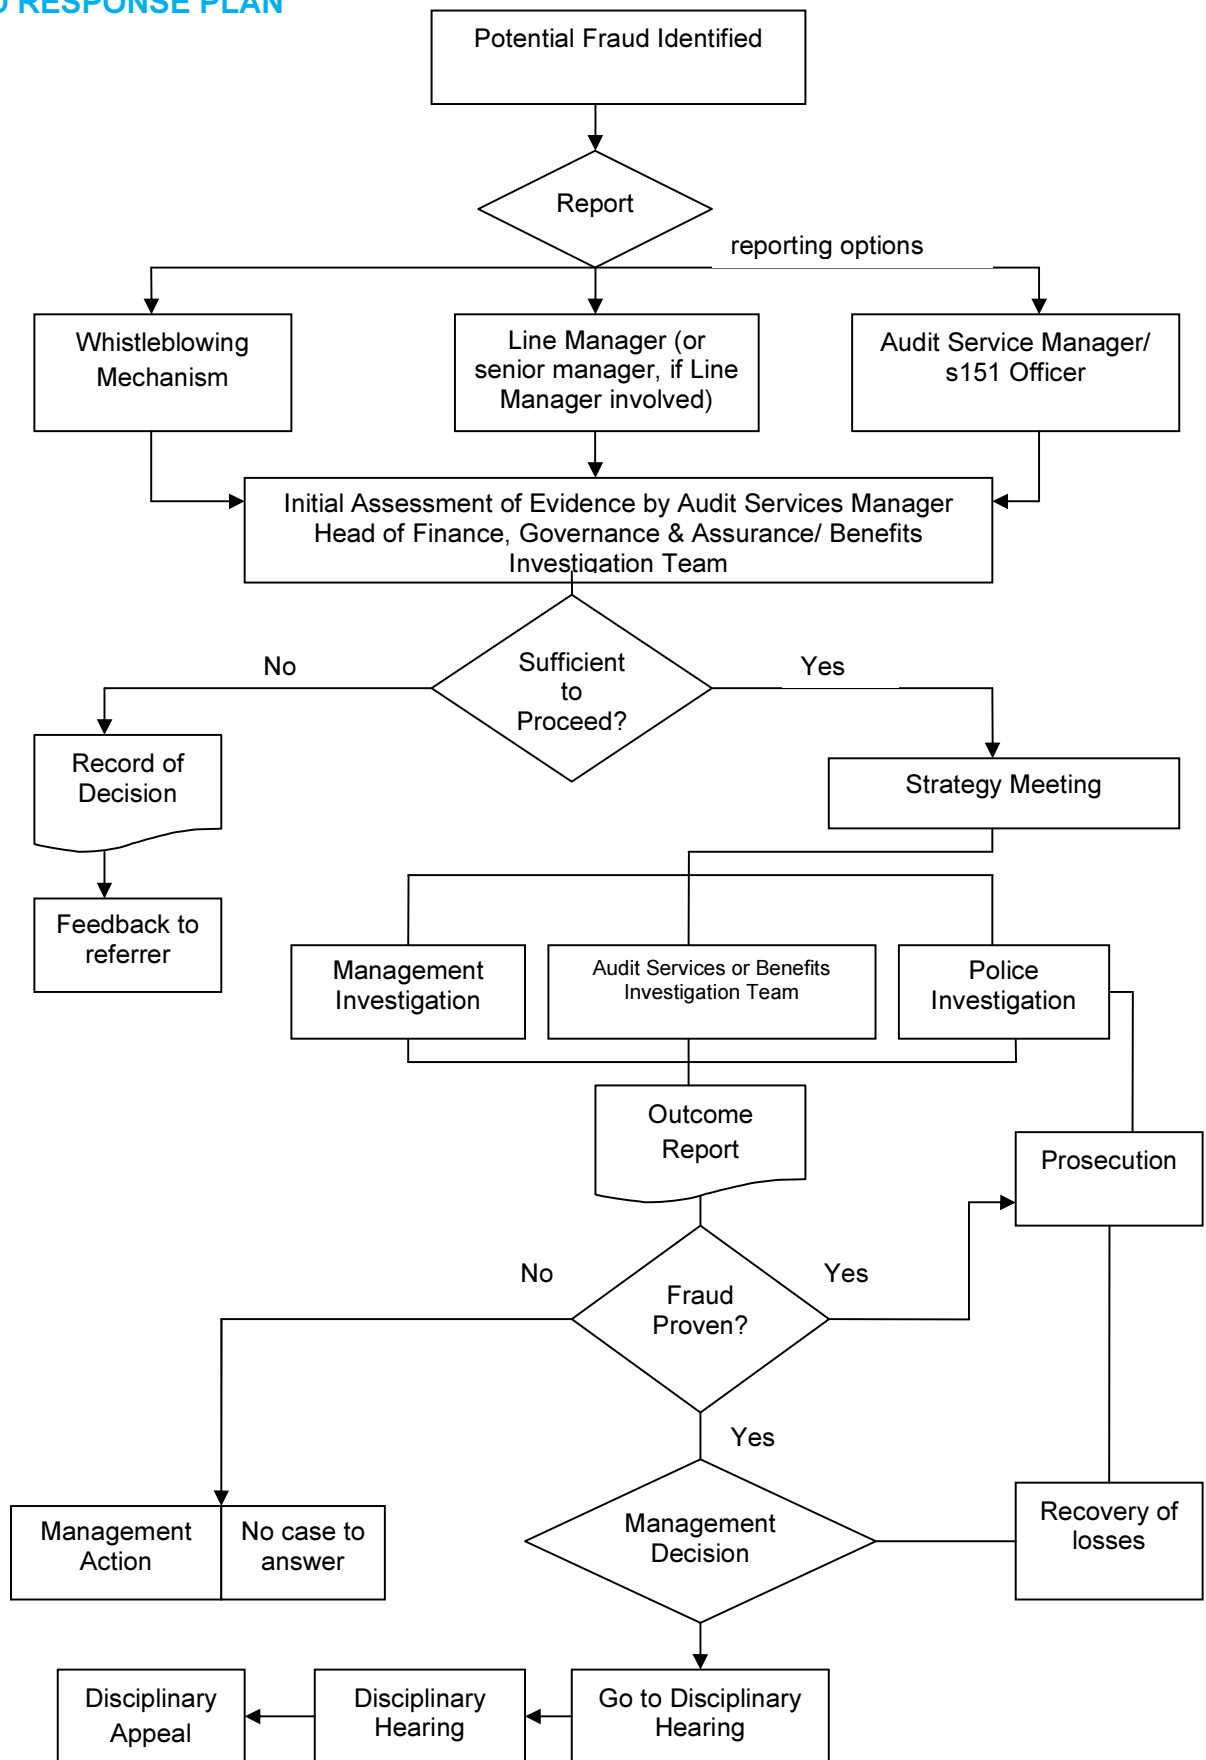 RESPONSE PLAN
Potential Fraud Identified
Report
reporting options
Whistleblowing
Mechanism
Line Manager (or
senior manager, if Line
Manager involved)
Audit Service Manager/
s151 Officer
Initial Assessment of Evidence by Audit Services Manager
Head of Finance, Governance & Assurance/ Benefits
Investigation Team
No
Sufficient
to
Proceed?
Yes
Record of
Decision
Strategy Meeting
Feedback to
referrer
Management
Investigation
Audit Services or Benefits
Investigation Team
Police
Investigation
Outcome
Report
Prosecution
No
Fraud
Proven?
Yes
Yes
Management
Action
No case to
answer
Management
Decision
Recovery of
losses
Disciplinary
Appeal
Disciplinary
Hearing
Go to Disciplinary
Hearing